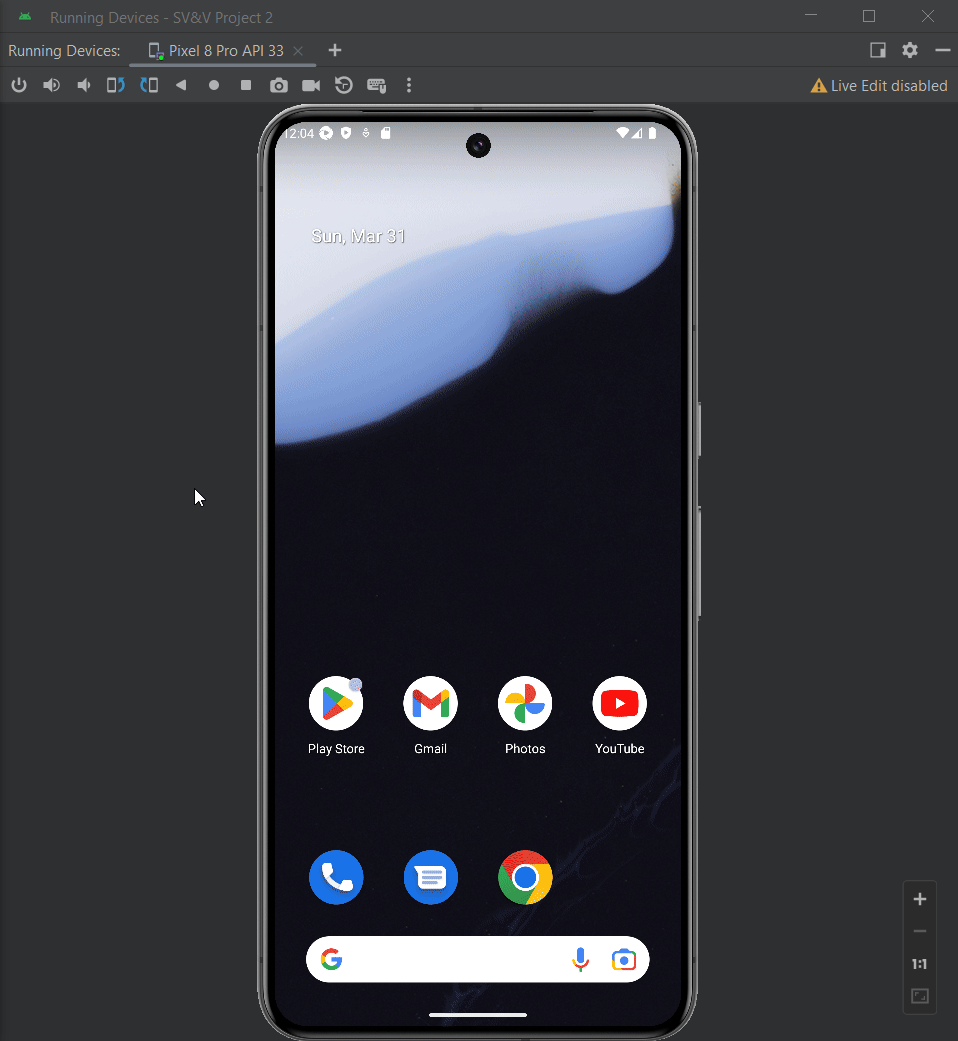 Running Devices - SV&V Project 2
Running Devices: Pixel 8 Pro API 33
Live Edit disabled
12:04
Sun, Mar 31
Play Store Gmail Photos YouTube
1:1